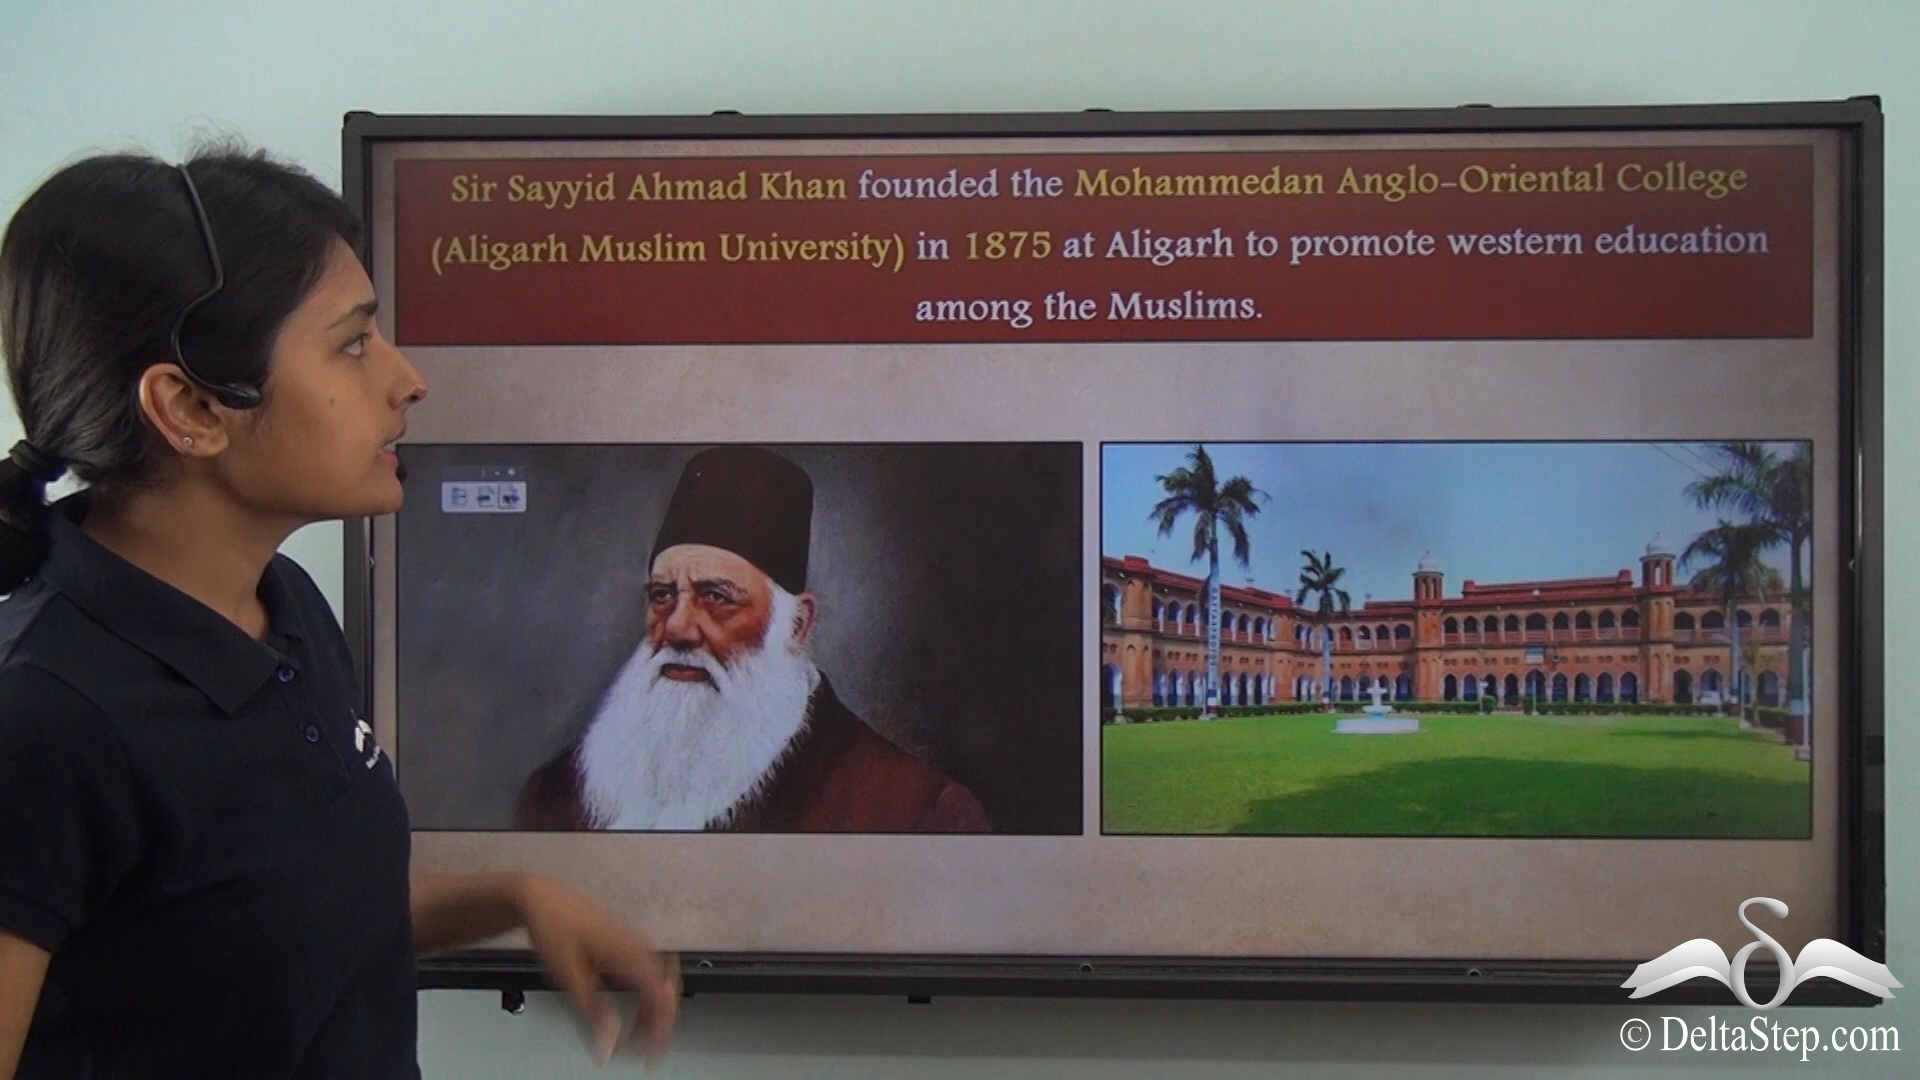 Sir Sayyid Ahmad Khan founded the Mohammedan Anglo-Oriental College
(Aligarh Muslim University) in 1875 at Aligarh to promote western education
among the Muslims.
© DeltaStep.com